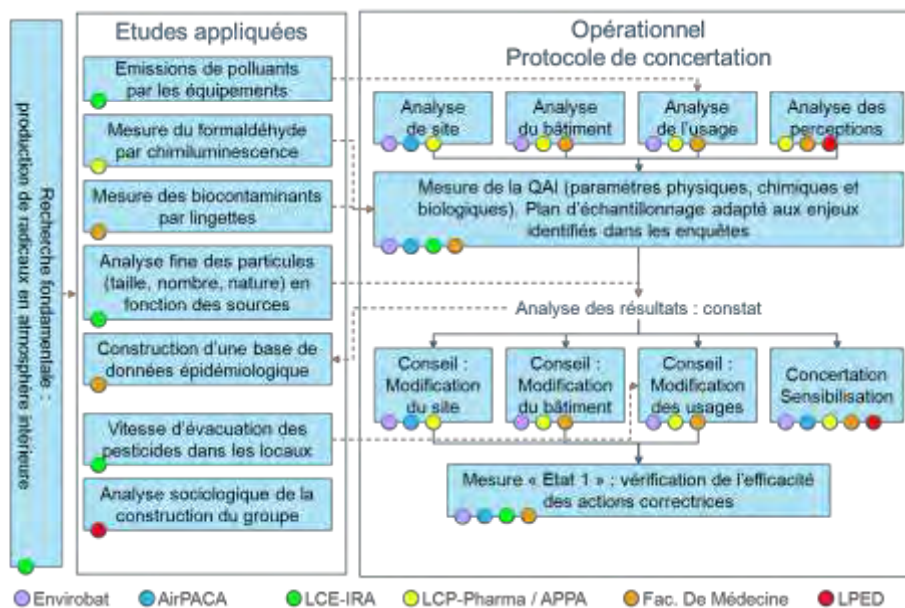 Recherche fondamentale :
production de radicaux en atmosphère intérieure
Etudes appliquées
Emissions de polluants
par les équipements
Mesure du formaldéhyde
par chimiluminescence
Mesure des biocontaminants
par lingettes
Analyse fine des particules
(taille, nombre, nature) en
fonction des sources
Construction d'une base de
données épidémiologique
Vitesse d'évacuation des
pesticides dans les locaux
Analyse sociologique de la
construction du groupe
Opérationnel
Protocole de concertation
Analyse
de site
Analyse
du bâtiment
Analyse
de l'usage
Analyse des
perceptions
Mesure de la QAI (paramètres physiques, chimiques et
biologiques). Plan d'échantillonnage adapté aux enjeux
identifiés dans les enquêtes
Analyse des résultats : constat
Conseil :
Modification
du site
Conseil :
Modification
du bâtiment
Conseil :
Modification
des usages
Concertation
Sensibilisation
Mesure « Etat 1 » : vérification de l'efficacité
des actions correctrices
Envirobat
AirPACA
LCE-IRA
LCP-Pharma / APPA
Fac. De Médecine
LPED